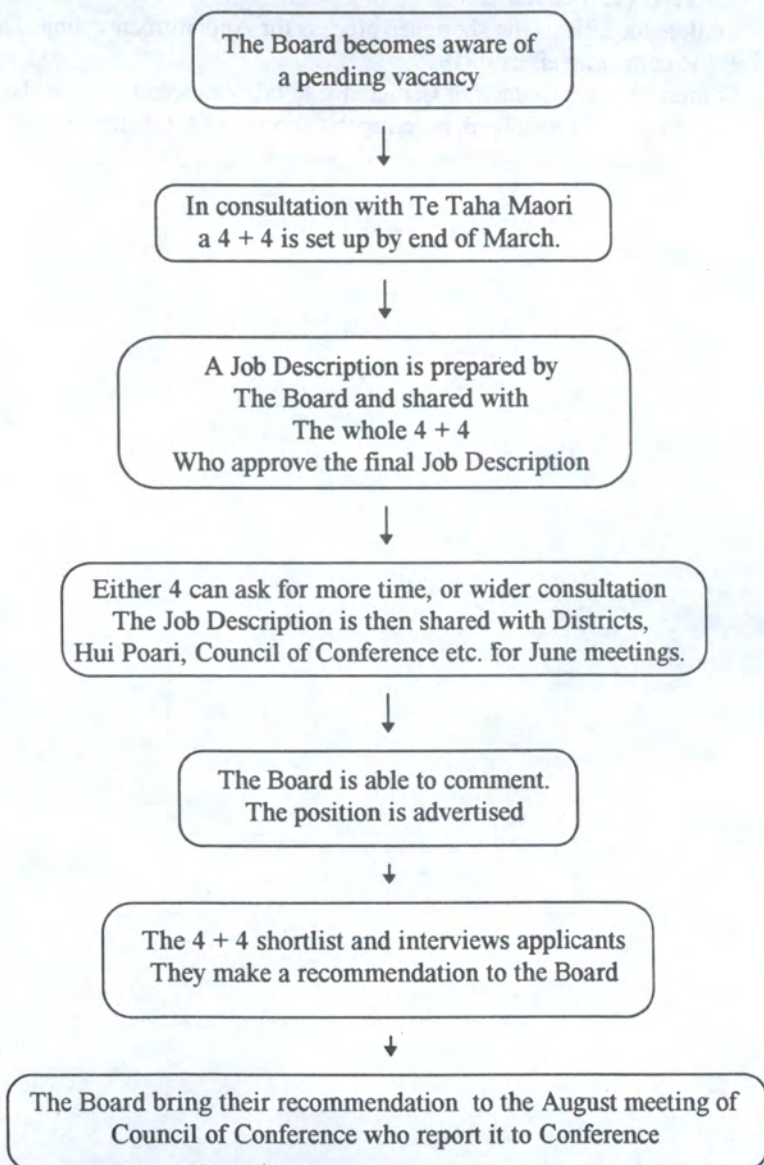 The Board becomes aware of
a pending vacancy
In consultation with Te Taha Maori
a 4 + 4 is set up by end of March.
A Job Description is prepared by
The Board and shared with
The whole 4 + 4
Who approve the final Job Description
Either 4 can ask for more time, or wider consultation
The Job Description is then shared with Districts,
Hui Poari, Council of Conference etc. for June meetings.
The Board is able to comment.
The position is advertised
The 4 + 4 shortlist and interviews applicants
They make a recommendation to the Board
The Board bring their recommendation to the August meeting of
Council of Conference who report it to Conference